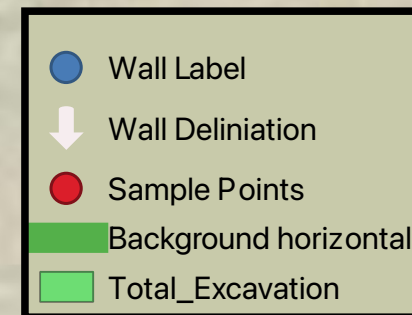 Wall Label
Wall Deliniation
Sample Points
Background horizontal
Total_Excavation